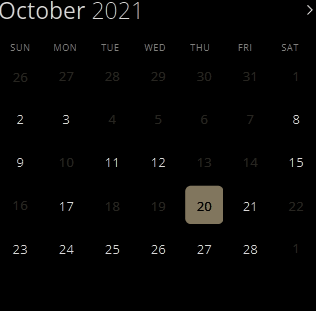 October 2021
SUN MON TUE WED THU FRI SAT
26 27 28 29 30 31 1
2 3 4 5 6 7 8
9 10 11 12 13 14 15
16 17 18 19 20 21 22
23 24 25 26 27 28 1